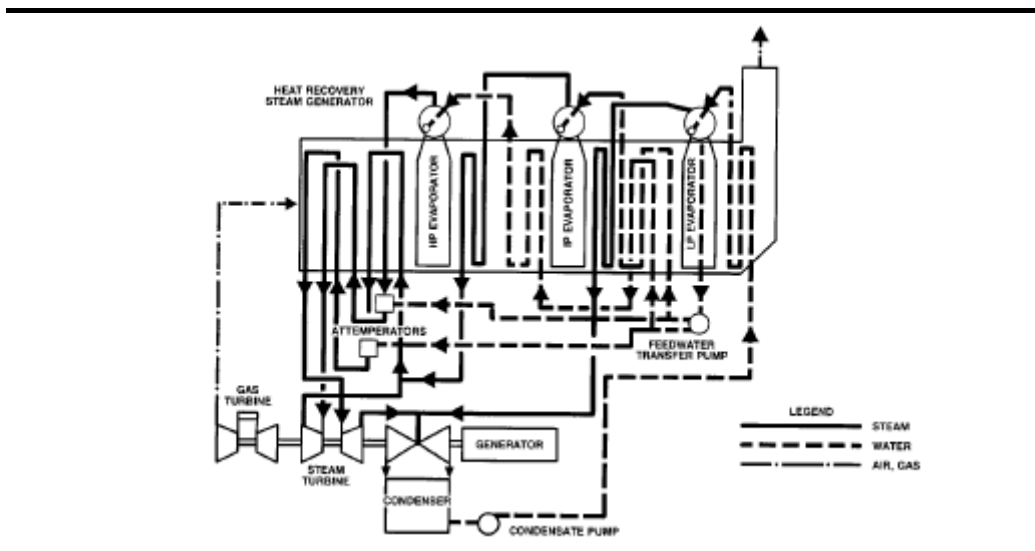 HEAT RECOVERY
STEAM GENERATOR
HP EVAPORATOR
IP EVAPORATOR
LP EVAPORATOR
ATTEMPERATORS
FEEDWATER
TRANSFER PUMP
GAS
TURBINE
STEAM
TURBINE
GENERATOR
CONDENSER
CONDENSATE PUMP
LEGEND
STEAM
WATER
AIR, GAS